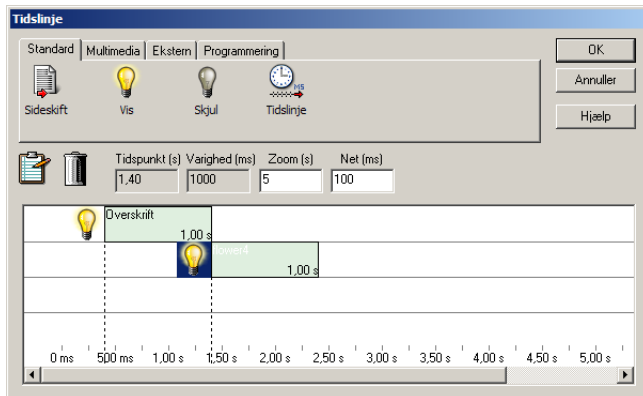 Tidslinje
Standard Multimedia Ekstern Programmering
OK
Annuller
Hjælp
Sideskift Vis Skjul MS Tidslinje
Tidspunkt (s) Varighed (ms) Zoom (s) Net (ms)
1,40 1000 5 100
Overskrift
1,00 s
1,00 s
0 ms 500 ms 1,00 s 1,50 s 2,00 s 2,50 s 3,00 s 3,50 s 4,00 s 4,50 s 5,00 s